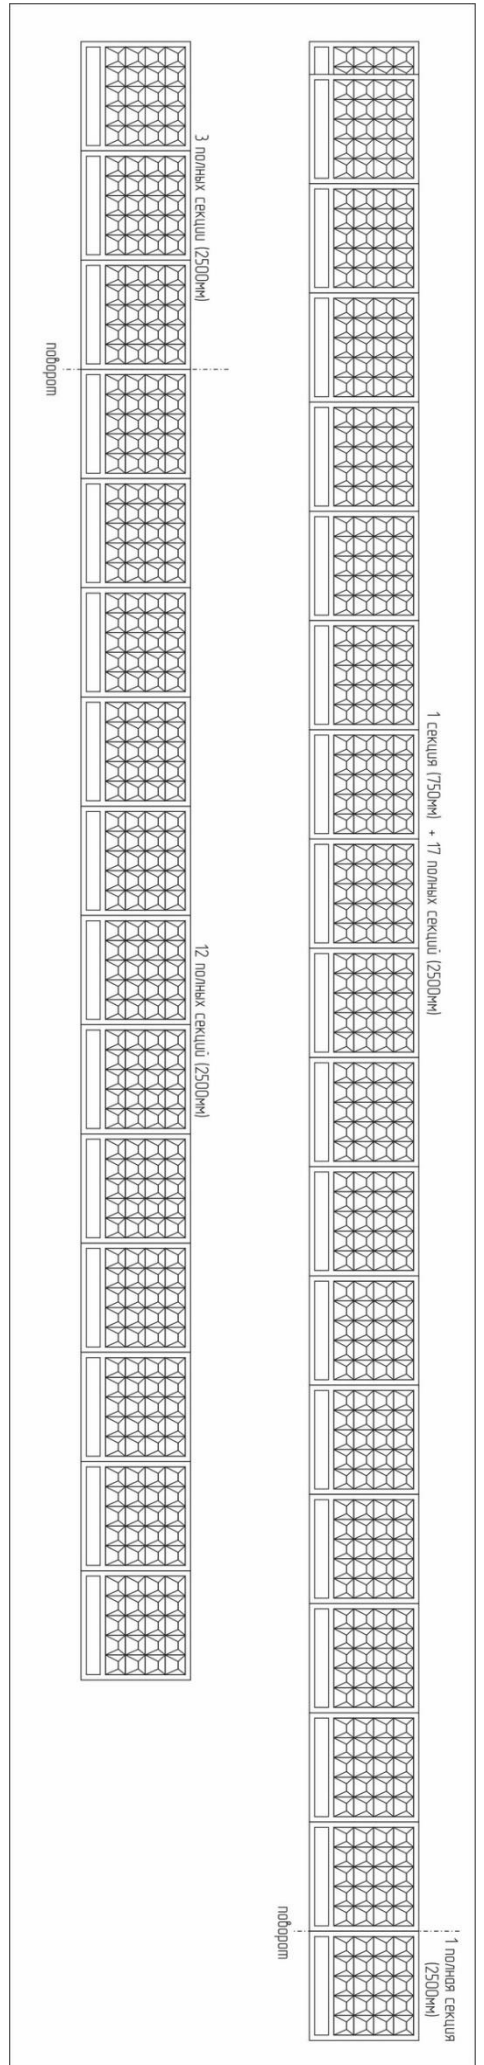 1 секция (750мм) + 17 полных секций (2500мм)
поворот
1 полная секция
(2500мм)
3 полных секции (2500мм)
поворот
12 полных секций (2500мм)